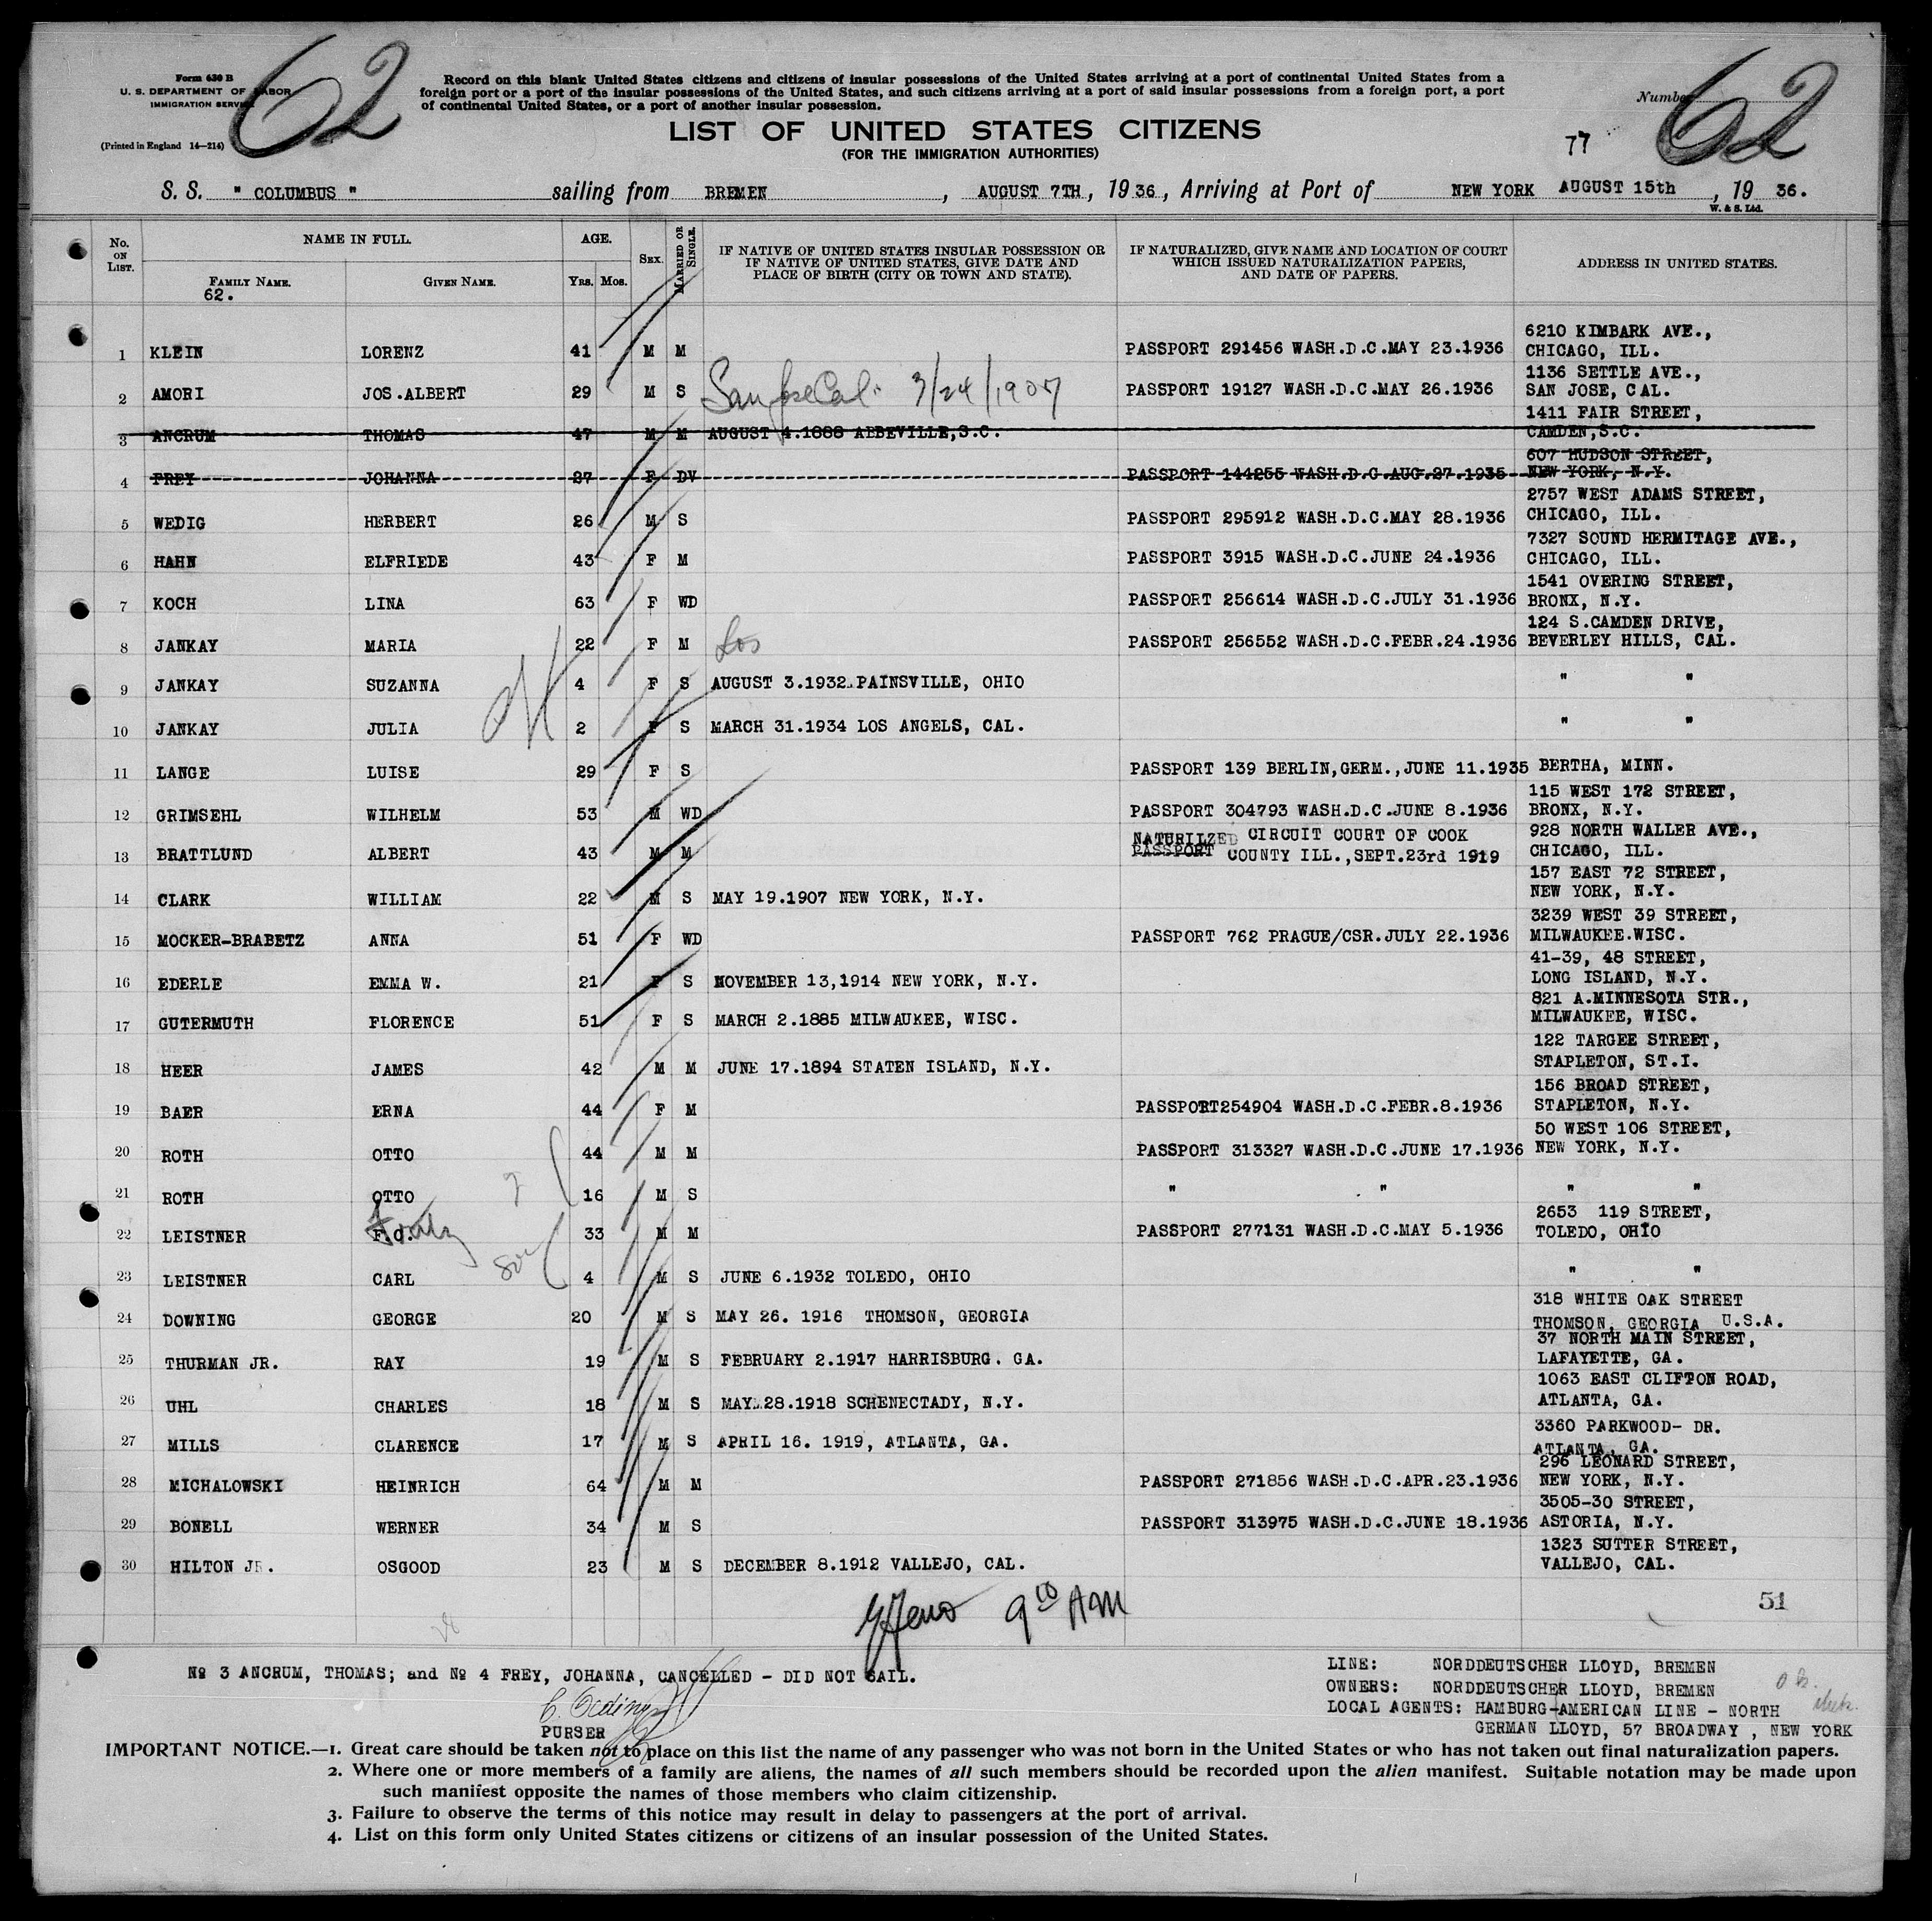 Form 630 B
U. S. DEPARTMENT OF LABOR
IMMIGRATION SERVICE
(Printed in England 14—214)
62
Record on this blank United States citizens and citizens of insular possessions of the United States arriving at a port of continental United States from a
foreign port or a port of the insular possessions of the United States, and such citizens arriving at a port of said insular possessions from a foreign port, a port
of continental United States, or a port of another insular possession.
Number
62
LIST OF UNITED STATES CITIZENS
(FOR THE IMMIGRATION AUTHORITIES)
77
S. S. " COLUMBUS " sailing from BREMEN, AUGUST 7TH, 1936, Arriving at Port of NEW YORK AUGUST 15th, 19 36.
W. & S. Ltd.
No. ON LIST. NAME IN FULL. AGE. SEX. MARRIED OR SINGLE. IF NATIVE OF UNITED STATES INSULAR POSSESSION OR IF NATIVE OF UNITED STATES, GIVE DATE AND PLACE OF BIRTH (CITY OR TOWN AND STATE). IF NATURALIZED, GIVE NAME AND LOCATION OF COURT WHICH ISSUED NATURALIZATION PAPERS, AND DATE OF PAPERS. ADDRESS IN UNITED STATES.
FAMILY NAME. GIVEN NAME. YRS. MOS.
62.
6210 KIMBARK AVE.,
1 KLEIN LORENZ 41 M M PASSPORT 291456 WASH.D.C.MAY 23.1936 CHICAGO, ILL.
1136 SETTLE AVE.,
2 AMORI JOS.ALBERT 29 M S San Jose Cal. 3/24/1907 PASSPORT 19127 WASH.D.C.MAY 26.1936 SAN JOSE, CAL.
1411 FAIR STREET,
3 ANCRUM THOMAS 47 M M AUGUST 4.1888 ABBEVILLE,S.C. CAMDEN,S.C.
607 HUDSON STREET,
4 FREY JOHANNA 27 F DV PASSPORT 144255 WASH.D.C.AUG.27.1935 NEW YORK, N.Y.
2757 WEST ADAMS STREET,
5 WEDIG HERBERT 26 M S PASSPORT 295912 WASH.D.C.MAY 28.1936 CHICAGO, ILL.
7327 SOUND HERMITAGE AVE.,
6 HAHN ELFRIEDE 43 F M PASSPORT 3915 WASH.D.C.JUNE 24.1936 CHICAGO, ILL.
1541 OVERING STREET,
7 KOCH LINA 63 F WD PASSPORT 256614 WASH.D.C.JULY 31.1936 BRONX, N.Y.
124 S.CAMDEN DRIVE,
8 JANKAY MARIA 22 F M Los PASSPORT 256552 WASH.D.C.FEBR.24.1936 BEVERLEY HILLS, CAL.
9 JANKAY SUZANNA 4 F S AUGUST 3.1932.PAINSVILLE, OHIO " "
OK
10 JANKAY JULIA 2 F S MARCH 31.1934 LOS ANGELS, CAL. " "
11 LANGE LUISE 29 F S PASSPORT 139 BERLIN,GERM.,JUNE 11.1935 BERTHA, MINN.
115 WEST 172 STREET,
12 GRIMSEHL WILHELM 53 M WD PASSPORT 304793 WASH.D.C.JUNE 8.1936 BRONX, N.Y.
NATURILZED CIRCUIT COURT OF COOK 928 NORTH WALLER AVE.,
13 BRATTLUND ALBERT 43 M M PASSPORT COUNTY ILL.,SEPT.23rd 1919 CHICAGO, ILL.
157 EAST 72 STREET,
14 CLARK WILLIAM 22 M S MAY 19.1907 NEW YORK, N.Y. NEW YORK, N.Y.
3239 WEST 39 STREET,
15 MOCKER-BRABETZ ANNA 51 F WD PASSPORT 762 PRAGUE/CSR.JULY 22.1936 MILWAUKEE.WISC.
41-39, 48 STREET,
16 EDERLE EMMA W. 21 F S NOVEMBER 13,1914 NEW YORK, N.Y. LONG ISLAND, N.Y.
821 A.MINNESOTA STR.,
17 GUTERMUTH FLORENCE 51 F S MARCH 2.1885 MILWAUKEE, WISC. MILWAUKEE, WISC.
122 TARGEE STREET,
18 HEER JAMES 42 M M JUNE 17.1894 STATEN ISLAND, N.Y. STAPLETON, ST.I.
156 BROAD STREET,
19 BAER ERNA 44 F M PASSPORT254904 WASH.D.C.FEBR.8.1936 STAPLETON, N.Y.
50 WEST 106 STREET,
20 ROTH OTTO 44 M M PASSPORT 313327 WASH.D.C.JUNE 17.1936 NEW YORK, N.Y.
21 ROTH OTTO 16 M S " " " "
2653 119 STREET,
22 LEISTNER F.O. 33 M M PASSPORT 277131 WASH.D.C.MAY 5.1936 TOLEDO, OHIO
son
23 LEISTNER CARL 4 M S JUNE 6.1932 TOLEDO, OHIO " "
318 WHITE OAK STREET
24 DOWNING GEORGE 20 M S MAY 26. 1916 THOMSON, GEORGIA THOMSON, GEORGIA U.S.A.
37 NORTH MAIN STREET,
25 THURMAN JR. RAY 19 M S FEBRUARY 2.1917 HARRISBURG. GA. LAFAYETTE, GA.
1063 EAST CLIFTON ROAD,
26 UHL CHARLES 18 M S MAY.28.1918 SCHENECTADY, N.Y. ATLANTA, GA.
3360 PARKWOOD- DR.
27 MILLS CLARENCE 17 M S APRIL 16. 1919, ATLANTA, GA. ATLANTA, GA.
296 LEONARD STREET,
28 MICHALOWSKI HEINRICH 64 M M PASSPORT 271856 WASH.D.C.APR.23.1936 NEW YORK, N.Y.
3505-30 STREET,
29 BONELL WERNER 34 M S PASSPORT 313975 WASH.D.C.JUNE 18.1936 ASTORIA, N.Y.
1323 SUTTER STREET,
30 HILTON JR. OSGOOD 23 M S DECEMBER 8.1912 VALLEJO, CAL. VALLEJO, CAL.
9 10 AM
51
No 3 ANCRUM, THOMAS; and No 4 FREY, JOHANNA, CANCELLED - DID NOT SAIL.
PURSER
LINE: NORDDEUTSCHER LLOYD, BREMEN
OWNERS: NORDDEUTSCHER LLOYD, BREMEN
LOCAL AGENTS: HAMBURG-AMERICAN LINE - NORTH
GERMAN LLOYD, 57 BROADWAY , NEW YORK
IMPORTANT NOTICE.—1. Great care should be taken not to place on this list the name of any passenger who was not born in the United States or who has not taken out final naturalization papers.
2. Where one or more members of a family are aliens, the names of all such members should be recorded upon the alien manifest. Suitable notation may be made upon
such manifest opposite the names of those members who claim citizenship.
3. Failure to observe the terms of this notice may result in delay to passengers at the port of arrival.
4. List on this form only United States citizens or citizens of an insular possession of the United States.